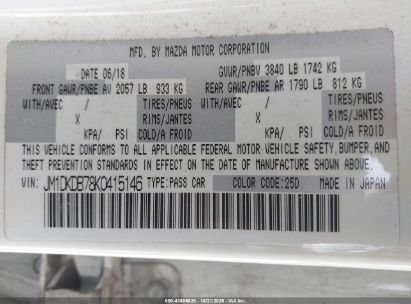 MFD. BY MAZDA MOTOR CORPORATION
DATE 06/18 GVWR/PNBV 3840 LB 1742 KG
FRONT GAWR/PNBE AV 2057 LB 933 KG REAR GAWR/PNBE AR 1790 LB 812 KG
WITH/AVEC / TIRES/PNEUS WITH/AVEC / TIRES/PNEUS
X RIMS/JANTES X RIMS/JANTES
KPA/ PSI COLD/A FROID KPA/ PSI COLD/A FROID
THIS VEHICLE CONFORMS TO ALL APPLICABLE FEDERAL MOTOR VEHICLE SAFETY, BUMPER, AND
THEFT PREVENTION STANDARDS IN EFFECT ON THE DATE OF MANUFACTURE SHOWN ABOVE.
VIN: JM1DKDB78K0415146 TYPE:PASS CAR COLOR CODE:25D MADE IN JAPAN